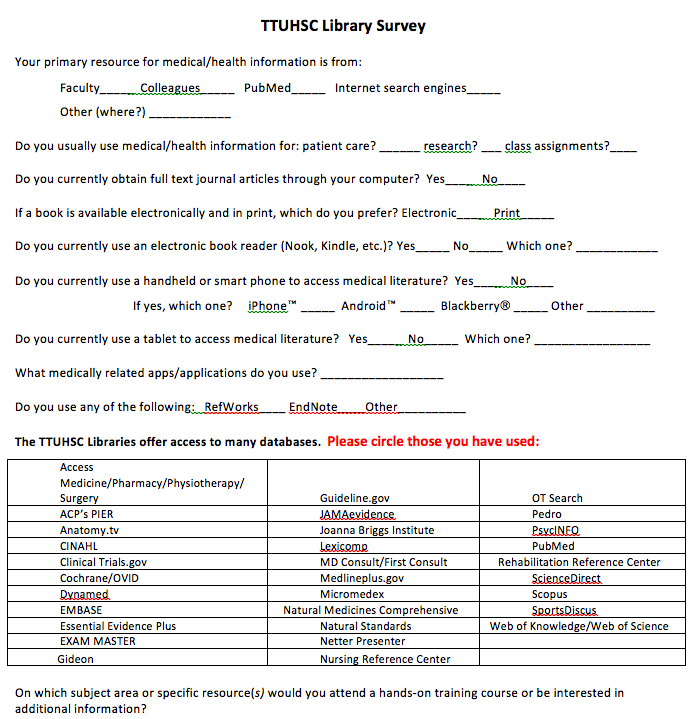 TTUHSC Library Survey
Your primary resource for medical/health information is from:
Faculty_____ Colleagues_____ PubMed_____ Internet search engines_____
Other (where?) ____________
Do you usually use medical/health information for: patient care? ______ research? ___ class assignments?____
Do you currently obtain full text journal articles through your computer? Yes_____ No____
If a book is available electronically and in print, which do you prefer? Electronic_____ Print_____
Do you currently use an electronic book reader (Nook, Kindle, etc.)? Yes_____ No_____ Which one? ____________
Do you currently use a handheld or smart phone to access medical literature? Yes_____ No____
If yes, which one? iPhone™ _____ Android™ _____ Blackberry® _____ Other __________
Do you currently use a tablet to access medical literature? Yes_____ No_____ Which one? _________________
What medically related apps/applications do you use? __________________
Do you use any of the following: RefWorks____ EndNote____ Other__________
The TTUHSC Libraries offer access to many databases. Please circle those you have used:
Access
Medicine/Pharmacy/Physiotherapy/
Surgery Guideline.gov OT Search
ACP's PIER JAMAevidence Pedro
Anatomy.tv Joanna Briggs Institute PsycINFO
CINAHL Lexicomp PubMed
Clinical Trials.gov MD Consult/First Consult Rehabilitation Reference Center
Cochrane/OVID Medlineplus.gov ScienceDirect
Dynamed Micromedex Scopus
EMBASE Natural Medicines Comprehensive SportsDiscus
Essential Evidence Plus Natural Standards Web of Knowledge/Web of Science
EXAM MASTER Netter Presenter
Gideon Nursing Reference Center
On which subject area or specific resource(s) would you attend a hands-on training course or be interested in
additional information?